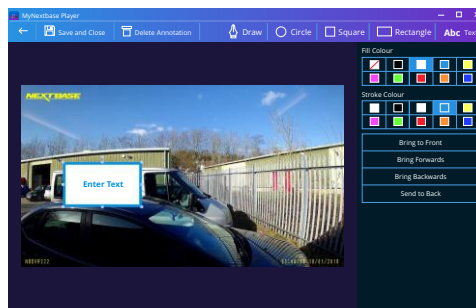 MyNextbase Player
Save and Close
Delete Annotation
Draw
Circle
Square
Rectangle
Abc Text
Fill Colour
Stroke Colour
Bring to Front
Bring Forwards
Bring Backwards
Send to Back
NEXTBASE
Enter Text